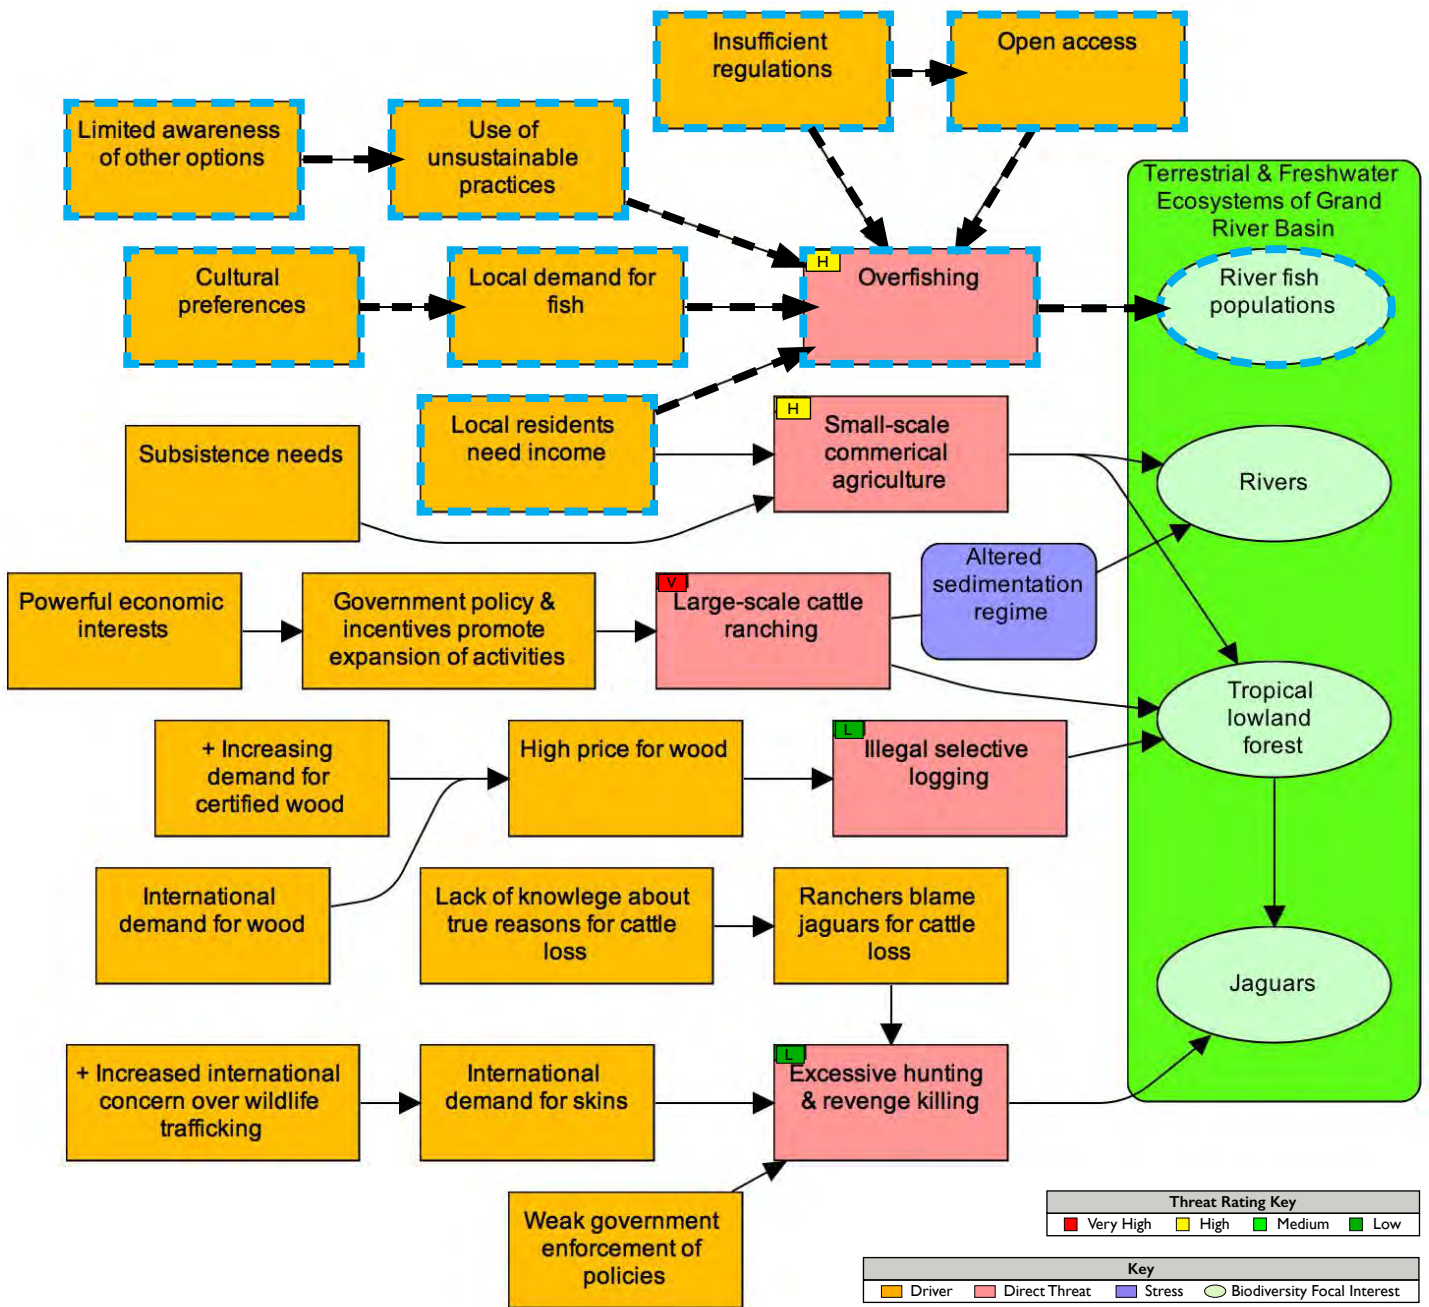 Insufficient
regulations
Open access
Limited awareness
of other options
Use of
unsustainable
practices
Terrestrial & Freshwater
Ecosystems of Grand
River Basin
Cultural
preferences
Local demand for
fish
H
Overfishing
River fish
populations
Subsistence needs
Local residents
need income
H
Small-scale
commerical
agriculture
Rivers
Powerful economic
interests
Government policy &
incentives promote
expansion of activities
V
Large-scale cattle
ranching
Altered
sedimentation
regime
Tropical
lowland
forest
+ Increasing
demand for
certified wood
High price for wood
L
Illegal selective
logging
International
demand for wood
Lack of knowlege about
true reasons for cattle
loss
Ranchers blame
jaguars for cattle
loss
Jaguars
+ Increased international
concern over wildlife
trafficking
International
demand for skins
L
Excessive hunting
& revenge killing
Weak government
enforcement of
policies
Threat Rating Key
Very High High Medium Low
Key
Driver Direct Threat Stress Biodiversity Focal Interest